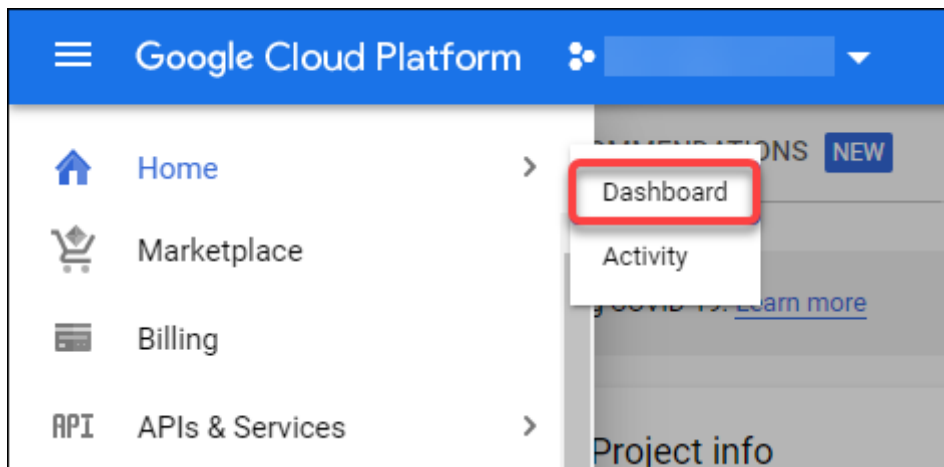 Google Cloud Platform
NEW
Home
Dashboard
Marketplace
Activity
Learn more
Billing
API APIs & Services
Project info